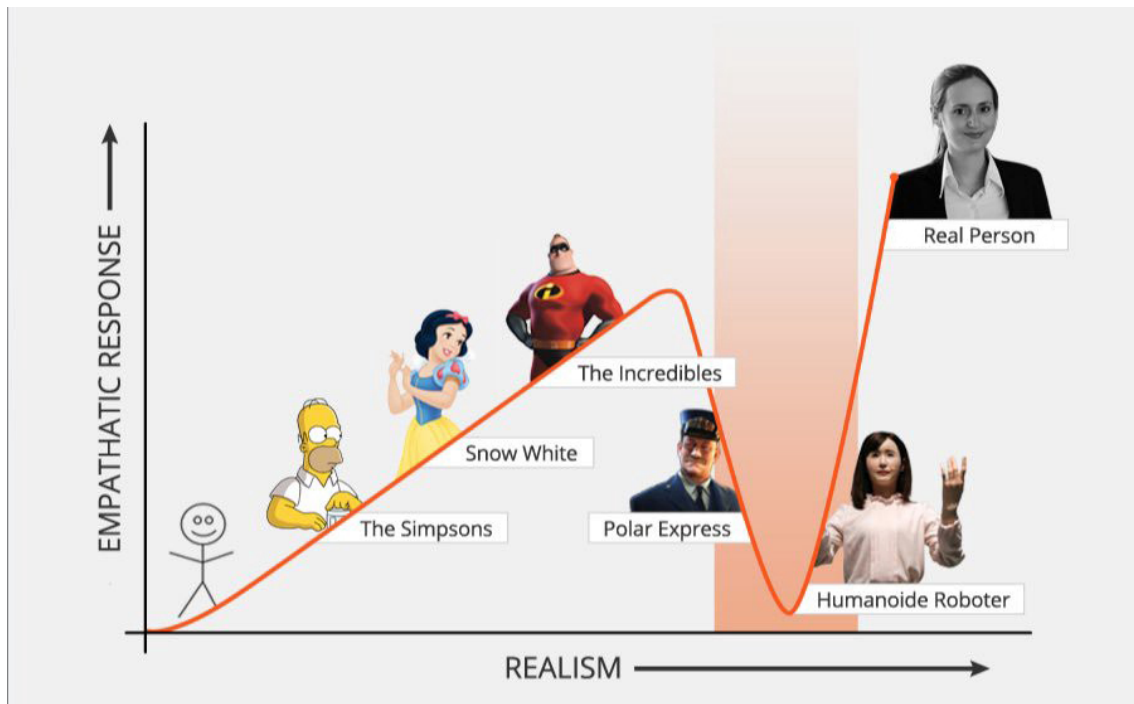 EMPATHATIC RESPONSE
Real Person
The Incredibles
Snow White
The Simpsons
Polar Express
Humanoide Roboter
REALISM